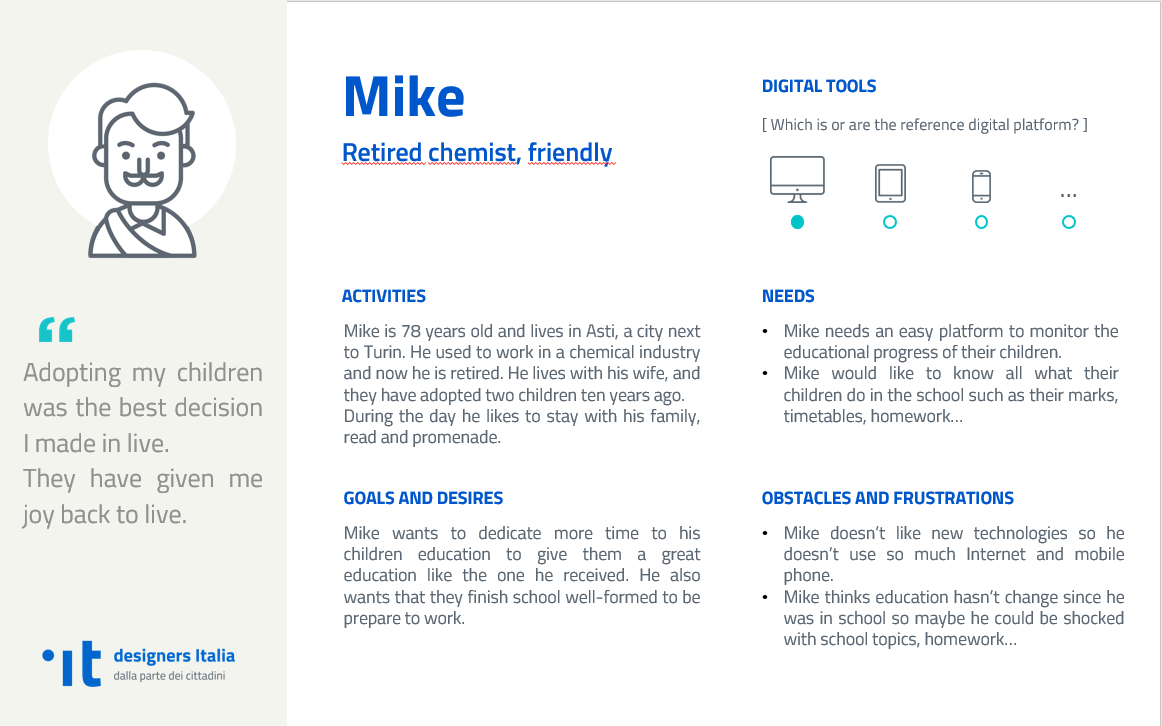 Mike
Retired chemist, friendly
DIGITAL TOOLS
[ Which is or are the reference digital platform? ]
...
“
Adopting my children
was the best decision
I made in live.
They have given me
joy back to live.
ACTIVITIES
Mike is 78 years old and lives in Asti, a city next
to Turin. He used to work in a chemical industry
and now he is retired. He lives with his wife, and
they have adopted two children ten years ago.
During the day he likes to stay with his family,
read and promenade.
NEEDS
• Mike needs an easy platform to monitor the
educational progress of their children.
• Mike would like to know all what their
children do in the school such as their marks,
timetables, homework…
GOALS AND DESIRES
Mike wants to dedicate more time to his
children education to give them a great
education like the one he received. He also
wants that they finish school well-formed to be
prepare to work.
OBSTACLES AND FRUSTRATIONS
• Mike doesn’t like new technologies so he
doesn’t use so much Internet and mobile
phone.
• Mike thinks education hasn’t change since he
was in school so maybe he could be shocked
with school topics, homework…
it
designers Italia
dalla parte dei cittadini